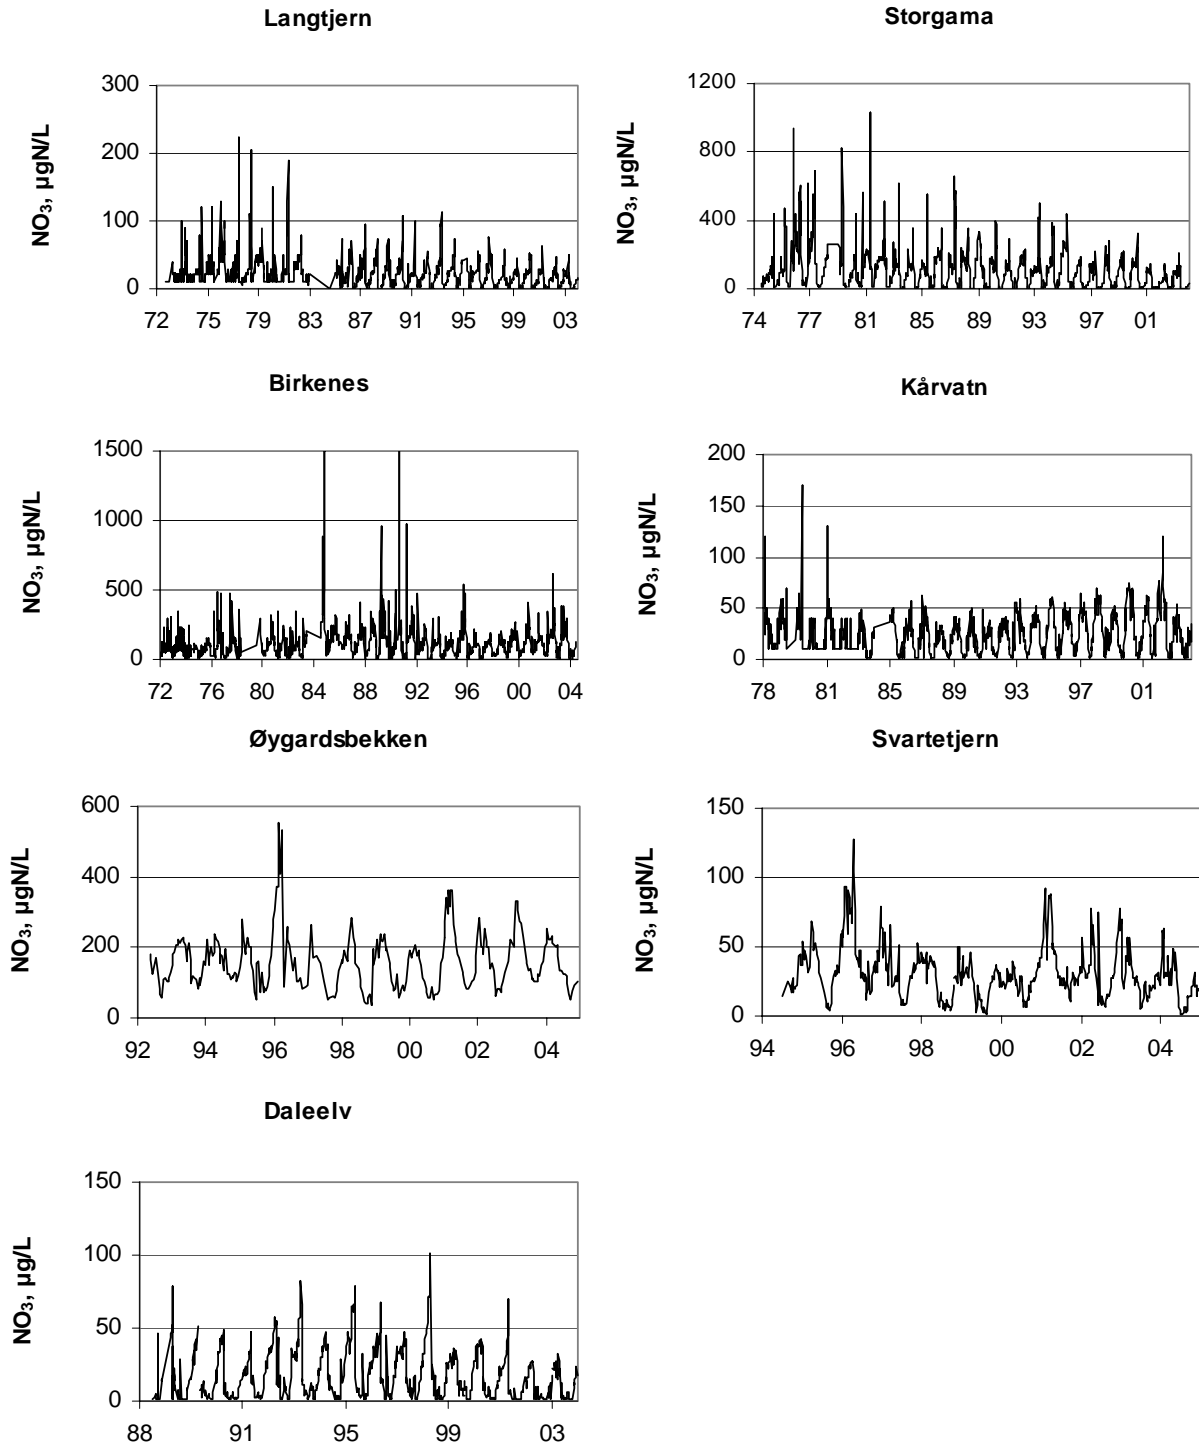 Langtjern
NO3, µgN/L
300
200
100
0
72 75 79 83 87 91 95 99 03
Storgama
NO3, µgN/L
1200
800
400
0
74 77 81 85 89 93 97 01
Birkenes
NO3, µgN/L
1500
1000
500
0
72 76 80 84 88 92 96 00 04
Kårvatn
NO3, µgN/L
200
150
100
50
0
78 81 85 89 93 97 01
Øygardsbekken
NO3, µgN/L
600
400
200
0
92 94 96 98 00 02 04
Svartetjern
NO3, µgN/L
150
100
50
0
94 96 98 00 02 04
Daleelv
NO3, µg/L
150
100
50
0
88 91 95 99 03